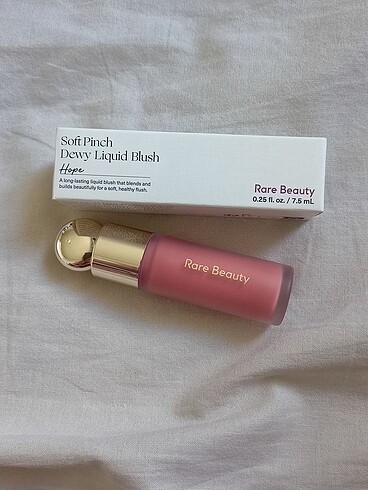 Soft Pinch
Dewy Liquid Blush
Hope
A long-lasting liquid blush that blends and
builds beautifully for a soft, healthy flush.
Rare Beauty
0.25 fl. oz. / 7.5 mL
Rare Beauty